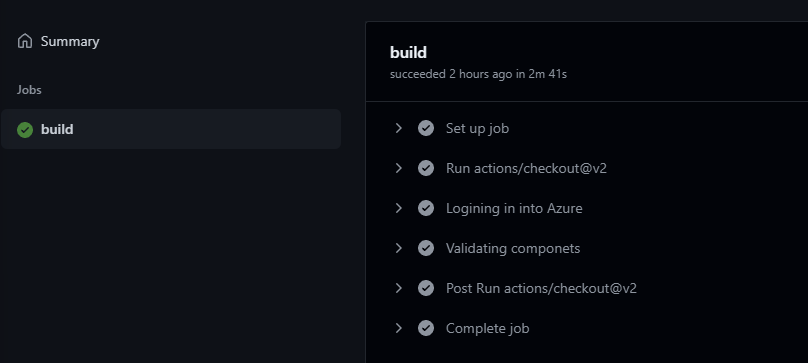 Summary
Jobs
build
build
succeeded 2 hours ago in 2m 41s
Set up job
Run actions/checkout@v2
Logining in into Azure
Validating componets
Post Run actions/checkout@v2
Complete job